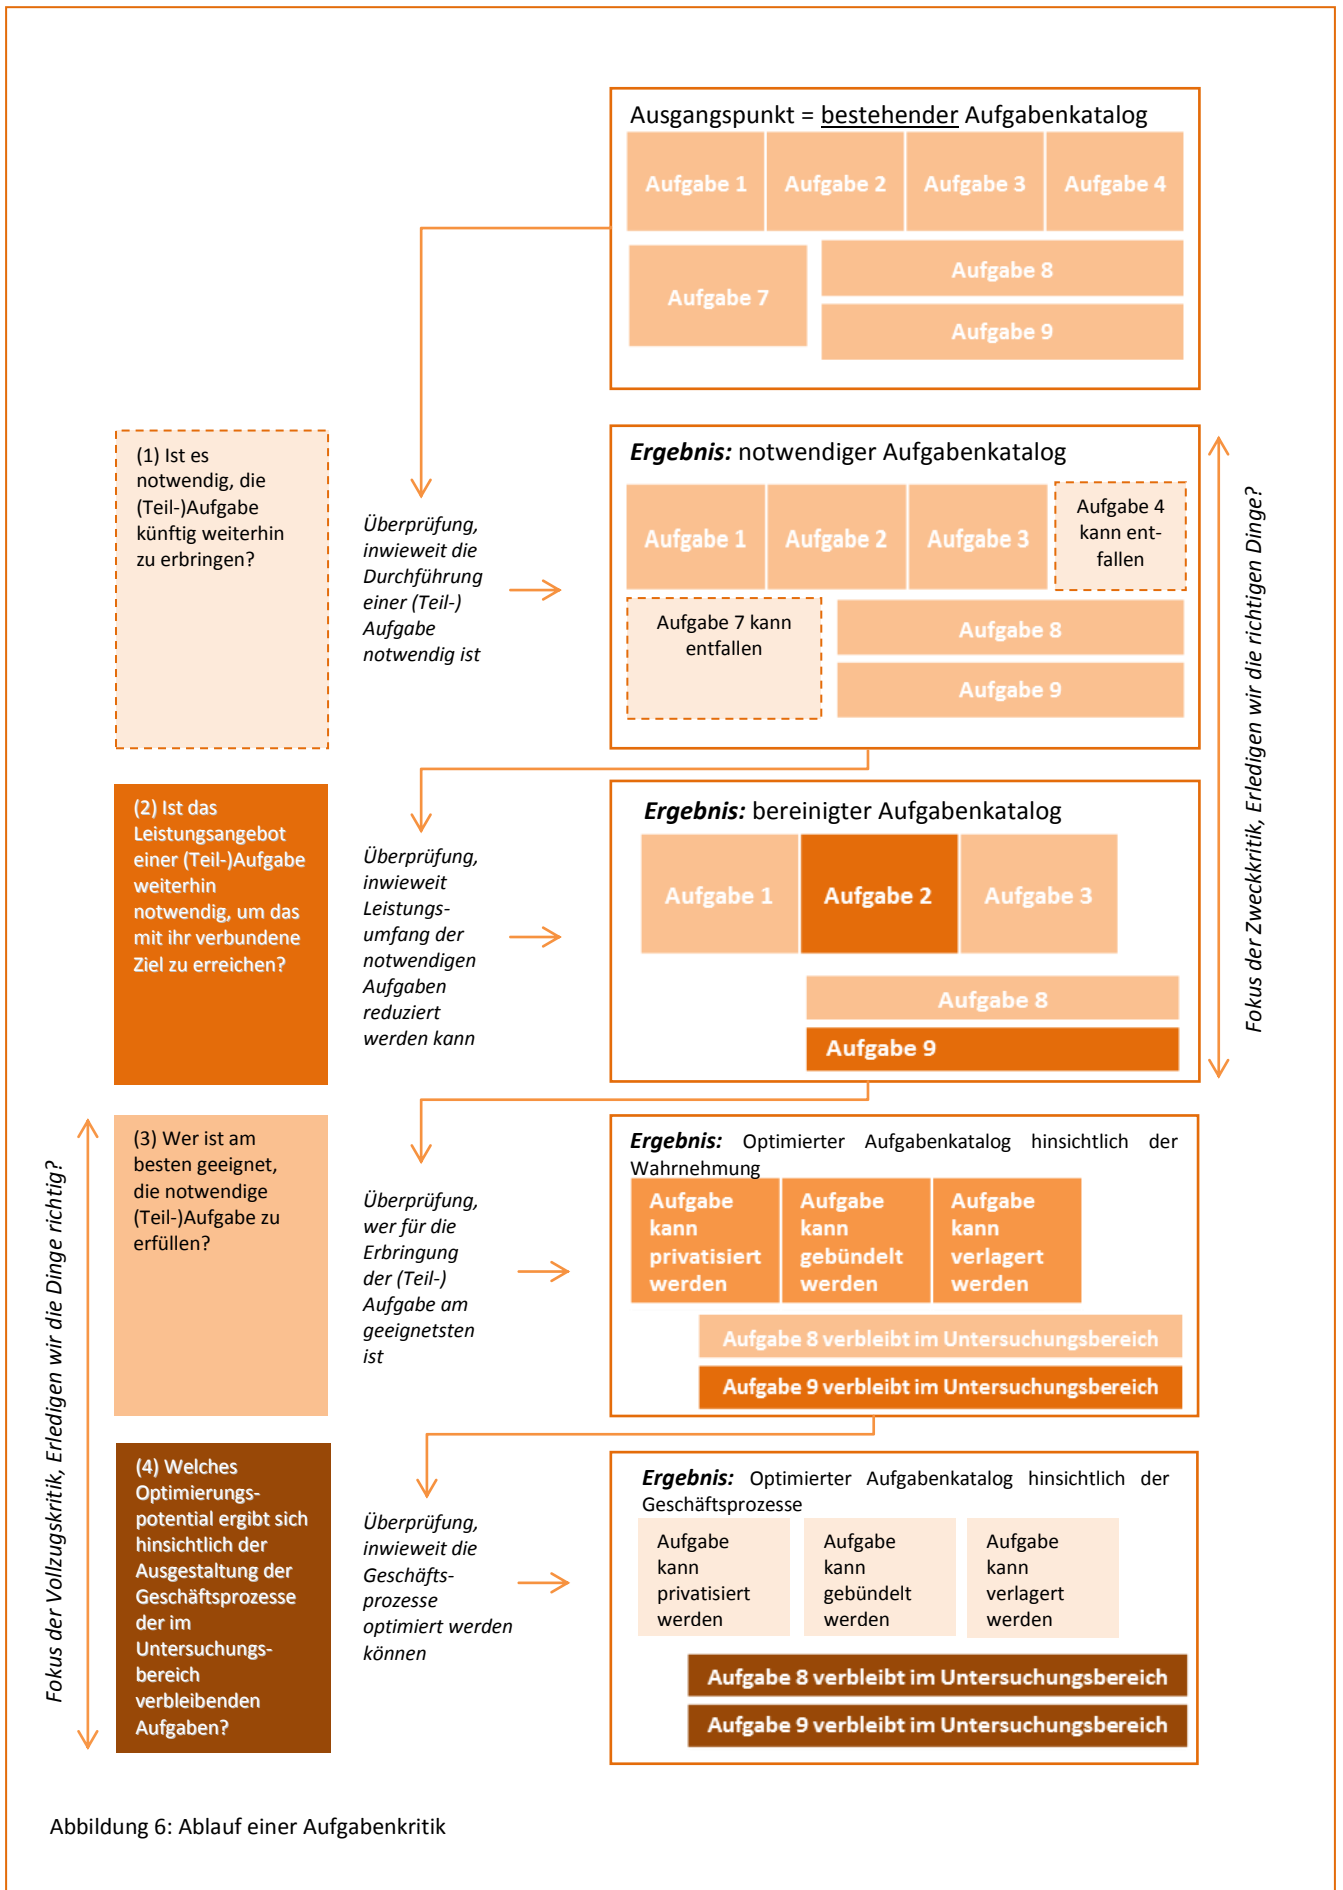 Ausgangspunkt = bestehender Aufgabenkatalog
Aufgabe 1
Aufgabe 2
Aufgabe 3
Aufgabe 4
Aufgabe 7
Aufgabe 8
Aufgabe 9
(1) Ist es
notwendig, die
(Teil-)Aufgabe
künftig weiterhin
zu erbringen?
Überprüfung,
inwieweit die
Durchführung
einer (Teil-)
Aufgabe
notwendig ist
Ergebnis: notwendiger Aufgabenkatalog
Aufgabe 1
Aufgabe 2
Aufgabe 3
Aufgabe 4
kann ent-
fallen
Aufgabe 7 kann
entfallen
Aufgabe 8
Aufgabe 9
Fokus der Zweckkritik, Erledigen wir die richtigen Dinge?
(2) Ist das
Leistungsangebot
einer (Teil-)Aufgabe
weiterhin
notwendig, um das
mit ihr verbundene
Ziel zu erreichen?
Überprüfung,
inwieweit
Leistungs-
umfang der
notwendigen
Aufgaben
reduziert
werden kann
Ergebnis: bereinigter Aufgabenkatalog
Aufgabe 1
Aufgabe 2
Aufgabe 3
Aufgabe 8
Aufgabe 9
Fokus der Vollzugskritik, Erledigen wir die Dinge richtig?
(3) Wer ist am
besten geeignet,
die notwendige
(Teil-)Aufgabe zu
erfüllen?
Überprüfung,
wer für die
Erbringung
der (Teil-)
Aufgabe am
geeignetsten
ist
Ergebnis: Optimierter Aufgabenkatalog hinsichtlich der
Wahrnehmung
Aufgabe
kann
privatisiert
werden
Aufgabe
kann
gebündelt
werden
Aufgabe
kann
verlagert
werden
Aufgabe 8 verbleibt im Untersuchungsbereich
Aufgabe 9 verbleibt im Untersuchungsbereich
(4) Welches
Optimierungs-
potential ergibt sich
hinsichtlich der
Ausgestaltung der
Geschäftsprozesse
der im
Untersuchungs-
bereich
verbleibenden
Aufgaben?
Überprüfung,
inwieweit die
Geschäfts-
prozesse
optimiert werden
können
Ergebnis: Optimierter Aufgabenkatalog hinsichtlich der
Geschäftsprozesse
Aufgabe
kann
privatisiert
werden
Aufgabe
kann
gebündelt
werden
Aufgabe
kann
verlagert
werden
Aufgabe 8 verbleibt im Untersuchungsbereich
Aufgabe 9 verbleibt im Untersuchungsbereich
Abbildung 6: Ablauf einer Aufgabenkritik